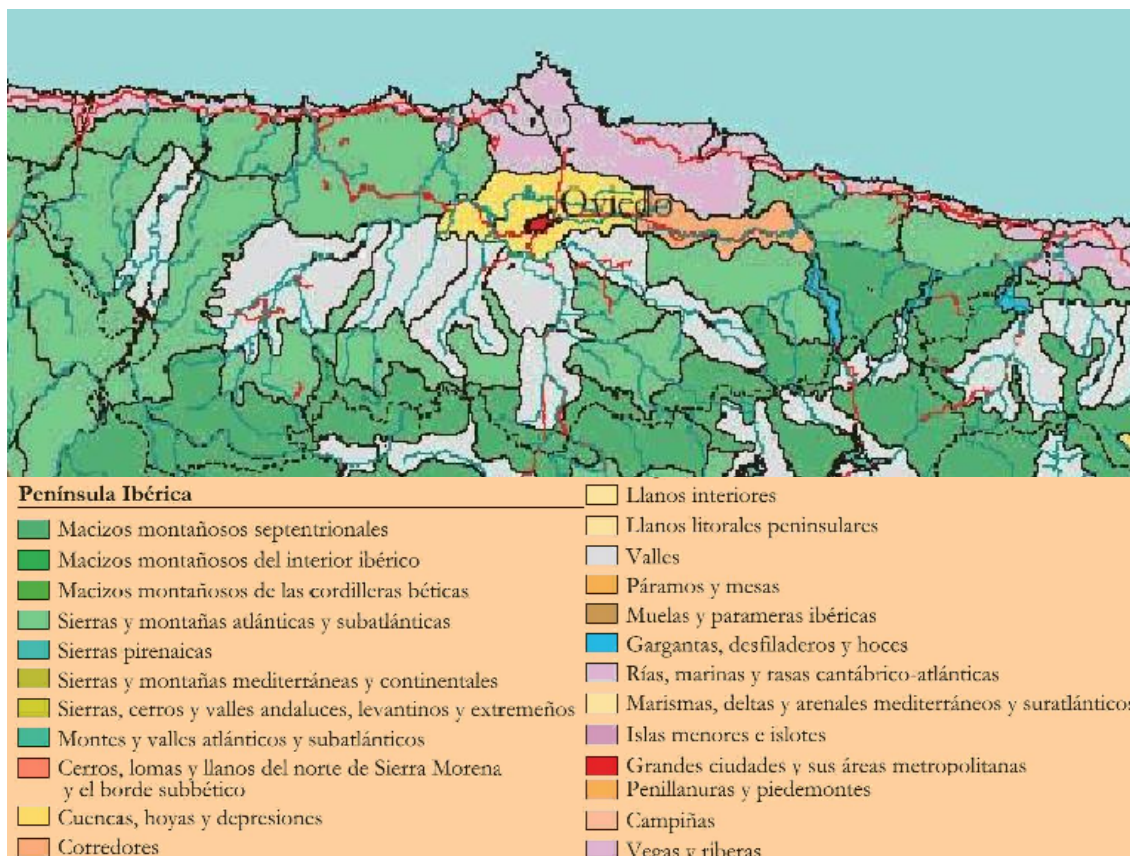 Oviedo
Península Ibérica
Macizos montañosos septentrionales
Macizos montañosos del interior ibérico
Macizos montañosos de las cordilleras béticas
Sierras y montañas atlánticas y subatlánticas
Sierras pirenaicas
Sierras y montañas mediterráneas y continentales
Sierras, cerros y valles andaluces, levantinos y extremeños
Montes y valles atlánticos y subatlánticos
Cerros, lomas y llanos del norte de Sierra Morena
y el borde subbético
Cuencas, hoyas y depresiones
Corredores
Llanos interiores
Llanos litorales peninsulares
Valles
Páramos y mesas
Muelas y parameras ibéricas
Gargantas, desfiladeros y hoces
Rías, marinas y rasas cantábrico-atlánticas
Marismas, deltas y arenales mediterráneos y suratlánticos
Islas menores e islotes
Grandes ciudades y sus áreas metropolitanas
Penillanuras y piedemontes
Campiñas
Vegas y riberas